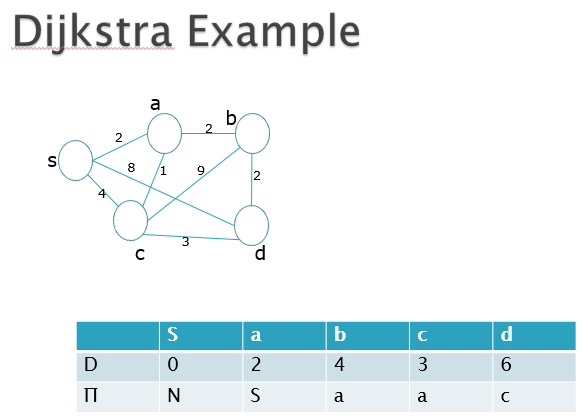 Dijkstra Example
a
b
2
2
s
8
1
9
2
4
3
c
d
S a b c d
D 0 2 4 3 6
Π N S a a c